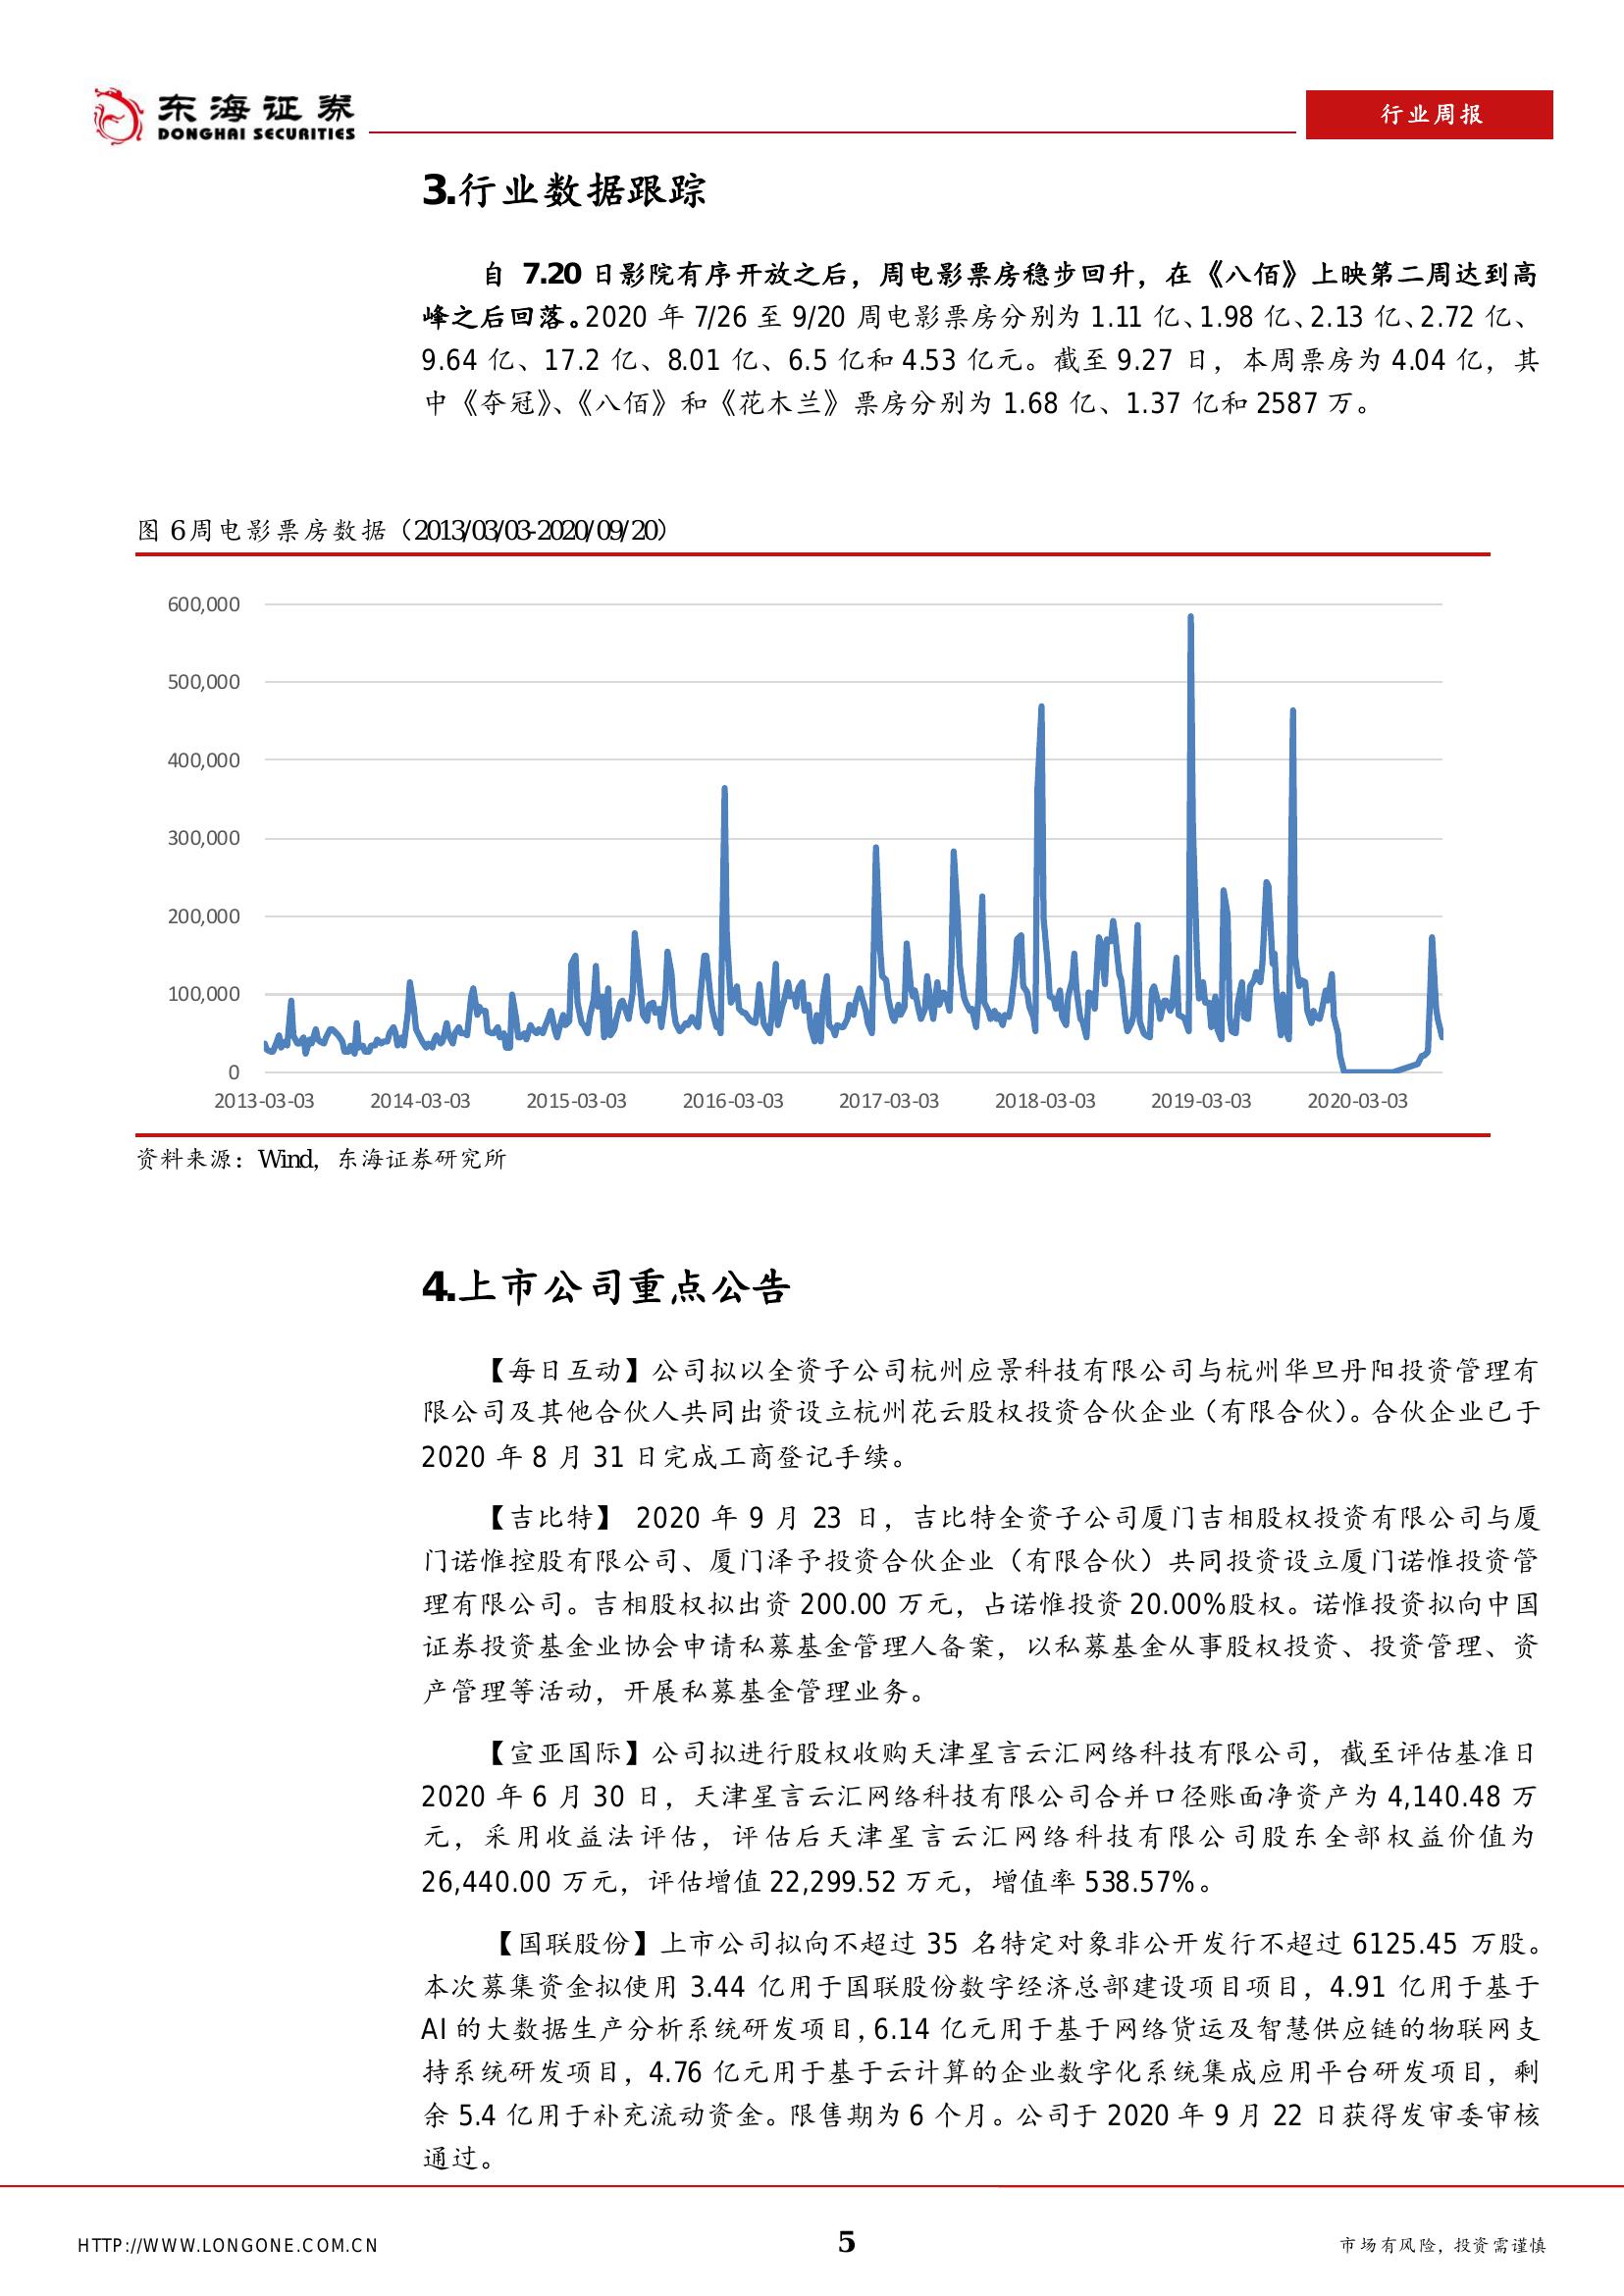 东海证券
DONGHAI SECURITIES
行业周报
3.行业数据跟踪
自 7.20 日影院有序开放之后，周电影票房稳步回升，在《八佰》上映第二周达到高
峰之后回落。2020 年 7/26 至 9/20 周电影票房分别为 1.11 亿、1.98 亿、2.13 亿、2.72 亿、
9.64 亿、17.2 亿、8.01 亿、6.5 亿和 4.53 亿元。截至 9.27 日，本周票房为 4.04 亿，其
中《夺冠》、《八佰》和《花木兰》票房分别为 1.68 亿、1.37 亿和 2587 万。
图 6 周电影票房数据（2013/03/03-2020/09/20）
600,000
500,000
400,000
300,000
200,000
100,000
0
2013-03-03 2014-03-03 2015-03-03 2016-03-03 2017-03-03 2018-03-03 2019-03-03 2020-03-03
资料来源：Wind，东海证券研究所
4.上市公司重点公告
【每日互动】公司拟以全资子公司杭州应景科技有限公司与杭州华旦丹阳投资管理有
限公司及其他合伙人共同出资设立杭州花云股权投资合伙企业（有限合伙）。合伙企业已于
2020 年 8 月 31 日完成工商登记手续。
【吉比特】 2020 年 9 月 23 日，吉比特全资子公司厦门吉相股权投资有限公司与厦
门诺惟控股有限公司、厦门泽予投资合伙企业（有限合伙）共同投资设立厦门诺惟投资管
理有限公司。吉相股权拟出资 200.00 万元，占诺惟投资 20.00%股权。诺惟投资拟向中国
证券投资基金业协会申请私募基金管理人备案，以私募基金从事股权投资、投资管理、资
产管理等活动，开展私募基金管理业务。
【宣亚国际】公司拟进行股权收购天津星言云汇网络科技有限公司，截至评估基准日
2020 年 6 月 30 日，天津星言云汇网络科技有限公司合并口径账面净资产为 4,140.48 万
元，采用收益法评估，评估后天津星言云汇网络科技有限公司股东全部权益价值为
26,440.00 万元，评估增值 22,299.52 万元，增值率 538.57%。
【国联股份】上市公司拟向不超过 35 名特定对象非公开发行不超过 6125.45 万股。
本次募集资金拟使用 3.44 亿用于国联股份数字经济总部建设项目项目，4.91 亿用于基于
AI 的大数据生产分析系统研发项目，6.14 亿元用于基于网络货运及智慧供应链的物联网支
持系统研发项目，4.76 亿元用于基于云计算的企业数字化系统集成应用平台研发项目，剩
余 5.4 亿用于补充流动资金。限售期为 6 个月。公司于 2020 年 9 月 22 日获得发审委审核
通过。
HTTP://WWW.LONGONE.COM.CN
5
市场有风险，投资需谨慎